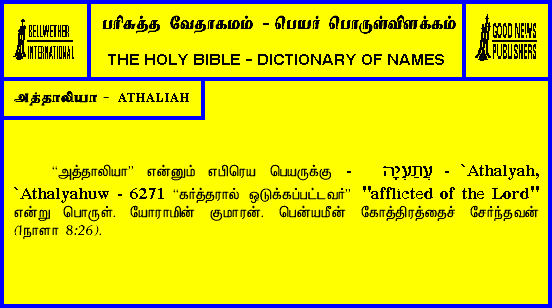 BELLWETHER
INTERNATIONAL
பரிசுத்த வேதாகமம் - பெயர் பொருள்விளக்கம்
THE HOLY BIBLE - DICTIONARY OF NAMES
GOOD NEWS
PUBLISHERS
அத்தாலியா - ATHALIAH
“அத்தாலியா” என்னும் எபிரெய பெயருக்கு - עֲתַעְיָה - `Athalyah,
`Athalyahuw - 6271 “கர்த்தரால் ஒடுக்கப்பட்டவர்” "afflicted of the Lord"
என்று பொருள். யோராமின் குமாரன். பென்யமீன் கோத்திரத்தைச் சேர்ந்தவன்
(1நாளா 8:26).